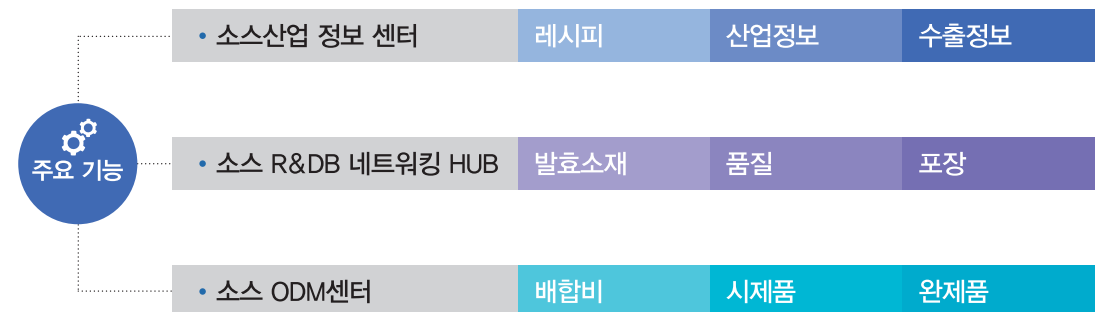 • 소스산업 정보 센터 레시피 산업정보 수출정보
주요 기능
• 소스 R&DB 네트워킹 HUB 발효소재 품질 포장
• 소스 ODM센터 배합비 시제품 완제품